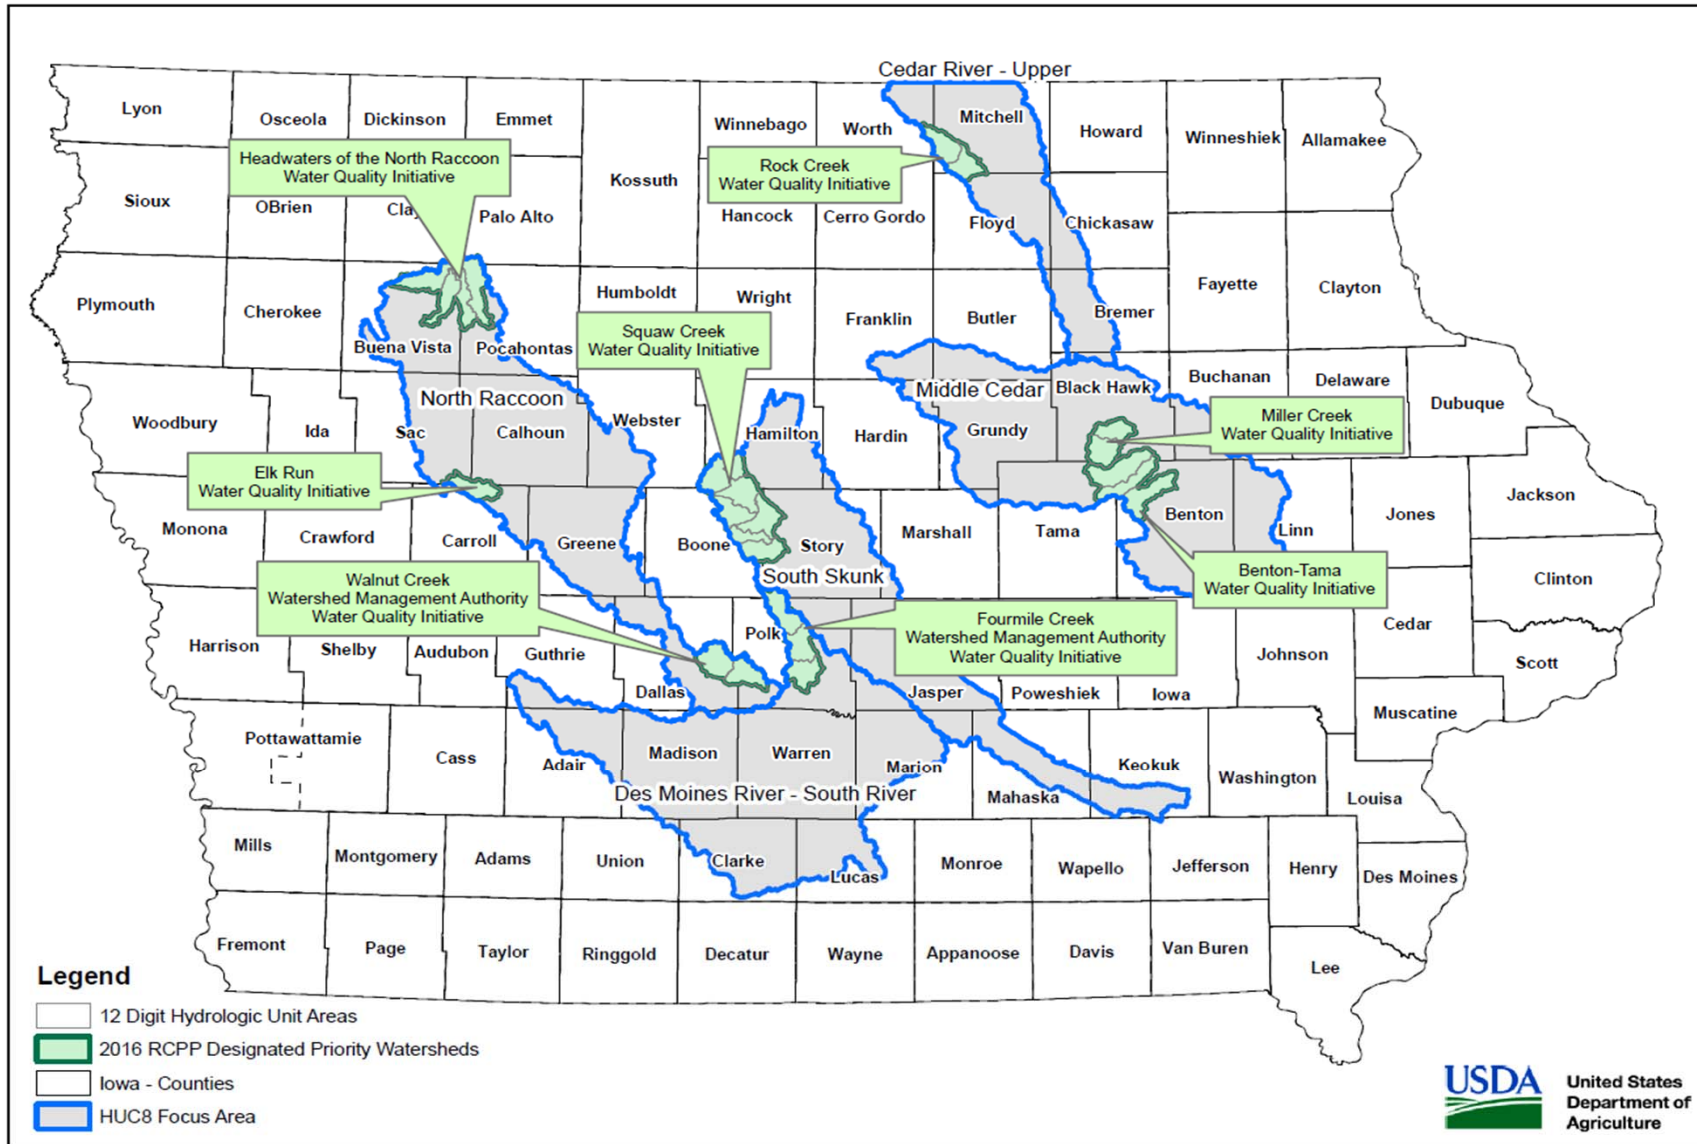 Cedar River - Upper
Lyon
Osceola
Dickinson
Emmet
Winnebago
Worth
Mitchell
Howard
Winneshiek
Allamakee
Headwaters of the North Raccoon
Water Quality Initiative
Rock Creek
Water Quality Initiative
Kossuth
Sioux
OBrien
Cla
Palo Alto
Hancock
Cerro Gordo
Floyd
Chickasaw
Fayette
Clayton
Plymouth
Cherokee
Humboldt
Wright
Franklin
Butler
Bremer
Squaw Creek
Water Quality Initiative
Buena Vista
Pocahontas
North Raccoon
Middle Cedar
Black Hawk
Buchanan
Delaware
Dubuque
Woodbury
Ida
Sac
Calhoun
Webster
Hamilton
Hardin
Grundy
Miller Creek
Water Quality Initiative
Elk Run
Water Quality Initiative
Monona
Crawford
Carroll
Greene
Boone
Story
Marshall
Tama
Benton
Linn
Jones
Jackson
Walnut Creek
Watershed Management Authority
Water Quality Initiative
South Skunk
Benton-Tama
Water Quality Initiative
Clinton
Fourmile Creek
Watershed Management Authority
Water Quality Initiative
Harrison
Shelby
Audubon
Guthrie
Dallas
Polk
Jasper
Poweshiek
Iowa
Johnson
Cedar
Scott
Muscatine
Pottawattamie
Cass
Adair
Madison
Warren
Marion
Mahaska
Keokuk
Washington
Louisa
Des Moines River - South River
Mills
Montgomery
Adams
Union
Clarke
Lucas
Monroe
Wapello
Jefferson
Henry
Des Moines
Fremont
Page
Taylor
Ringgold
Decatur
Wayne
Appanoose
Davis
Van Buren
Lee
Legend
12 Digit Hydrologic Unit Areas
2016 RCPP Designated Priority Watersheds
Iowa - Counties
HUC8 Focus Area
USDA
United States
Department of
Agriculture